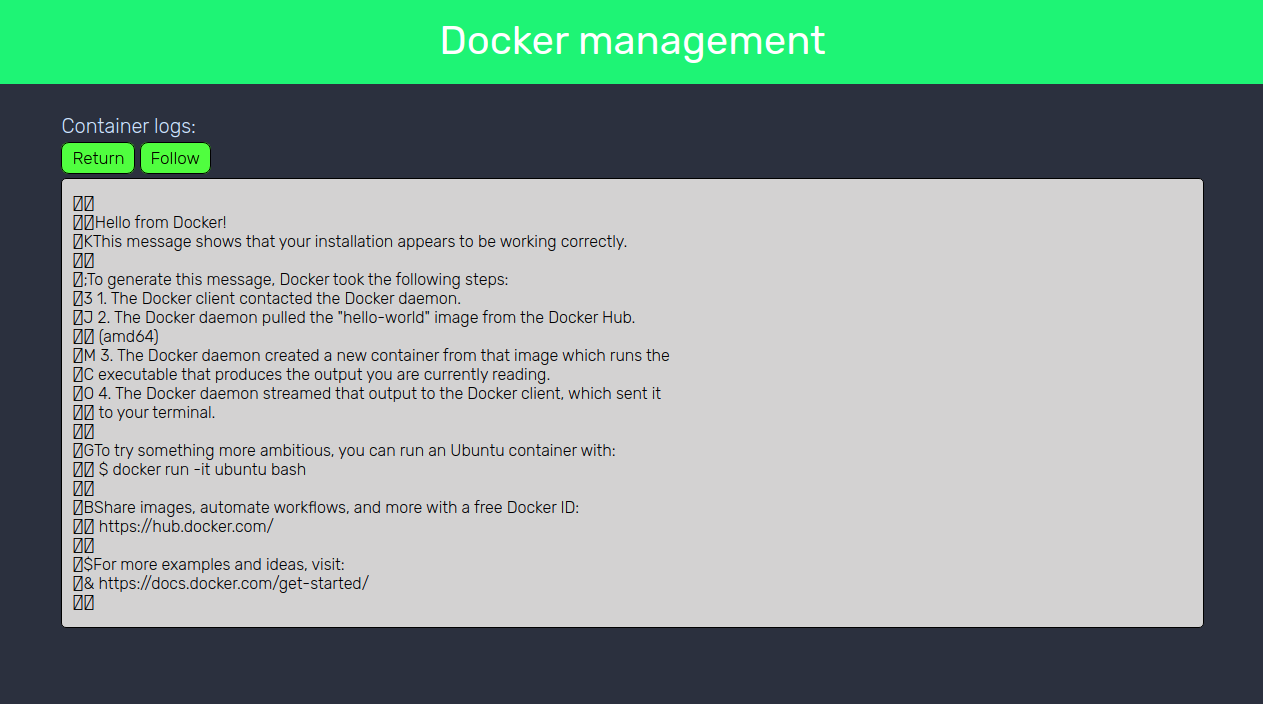 Docker management
Container logs:
Return Follow
Hello from Docker!
KThis message shows that your installation appears to be working correctly.
;To generate this message, Docker took the following steps:
3 1. The Docker client contacted the Docker daemon.
J 2. The Docker daemon pulled the "hello-world" image from the Docker Hub.
(amd64)
M 3. The Docker daemon created a new container from that image which runs the
C executable that produces the output you are currently reading.
O 4. The Docker daemon streamed that output to the Docker client, which sent it
to your terminal.
GTo try something more ambitious, you can run an Ubuntu container with:
$ docker run -it ubuntu bash
BShare images, automate workflows, and more with a free Docker ID:
https://hub.docker.com/
$For more examples and ideas, visit:
& https://docs.docker.com/get-started/